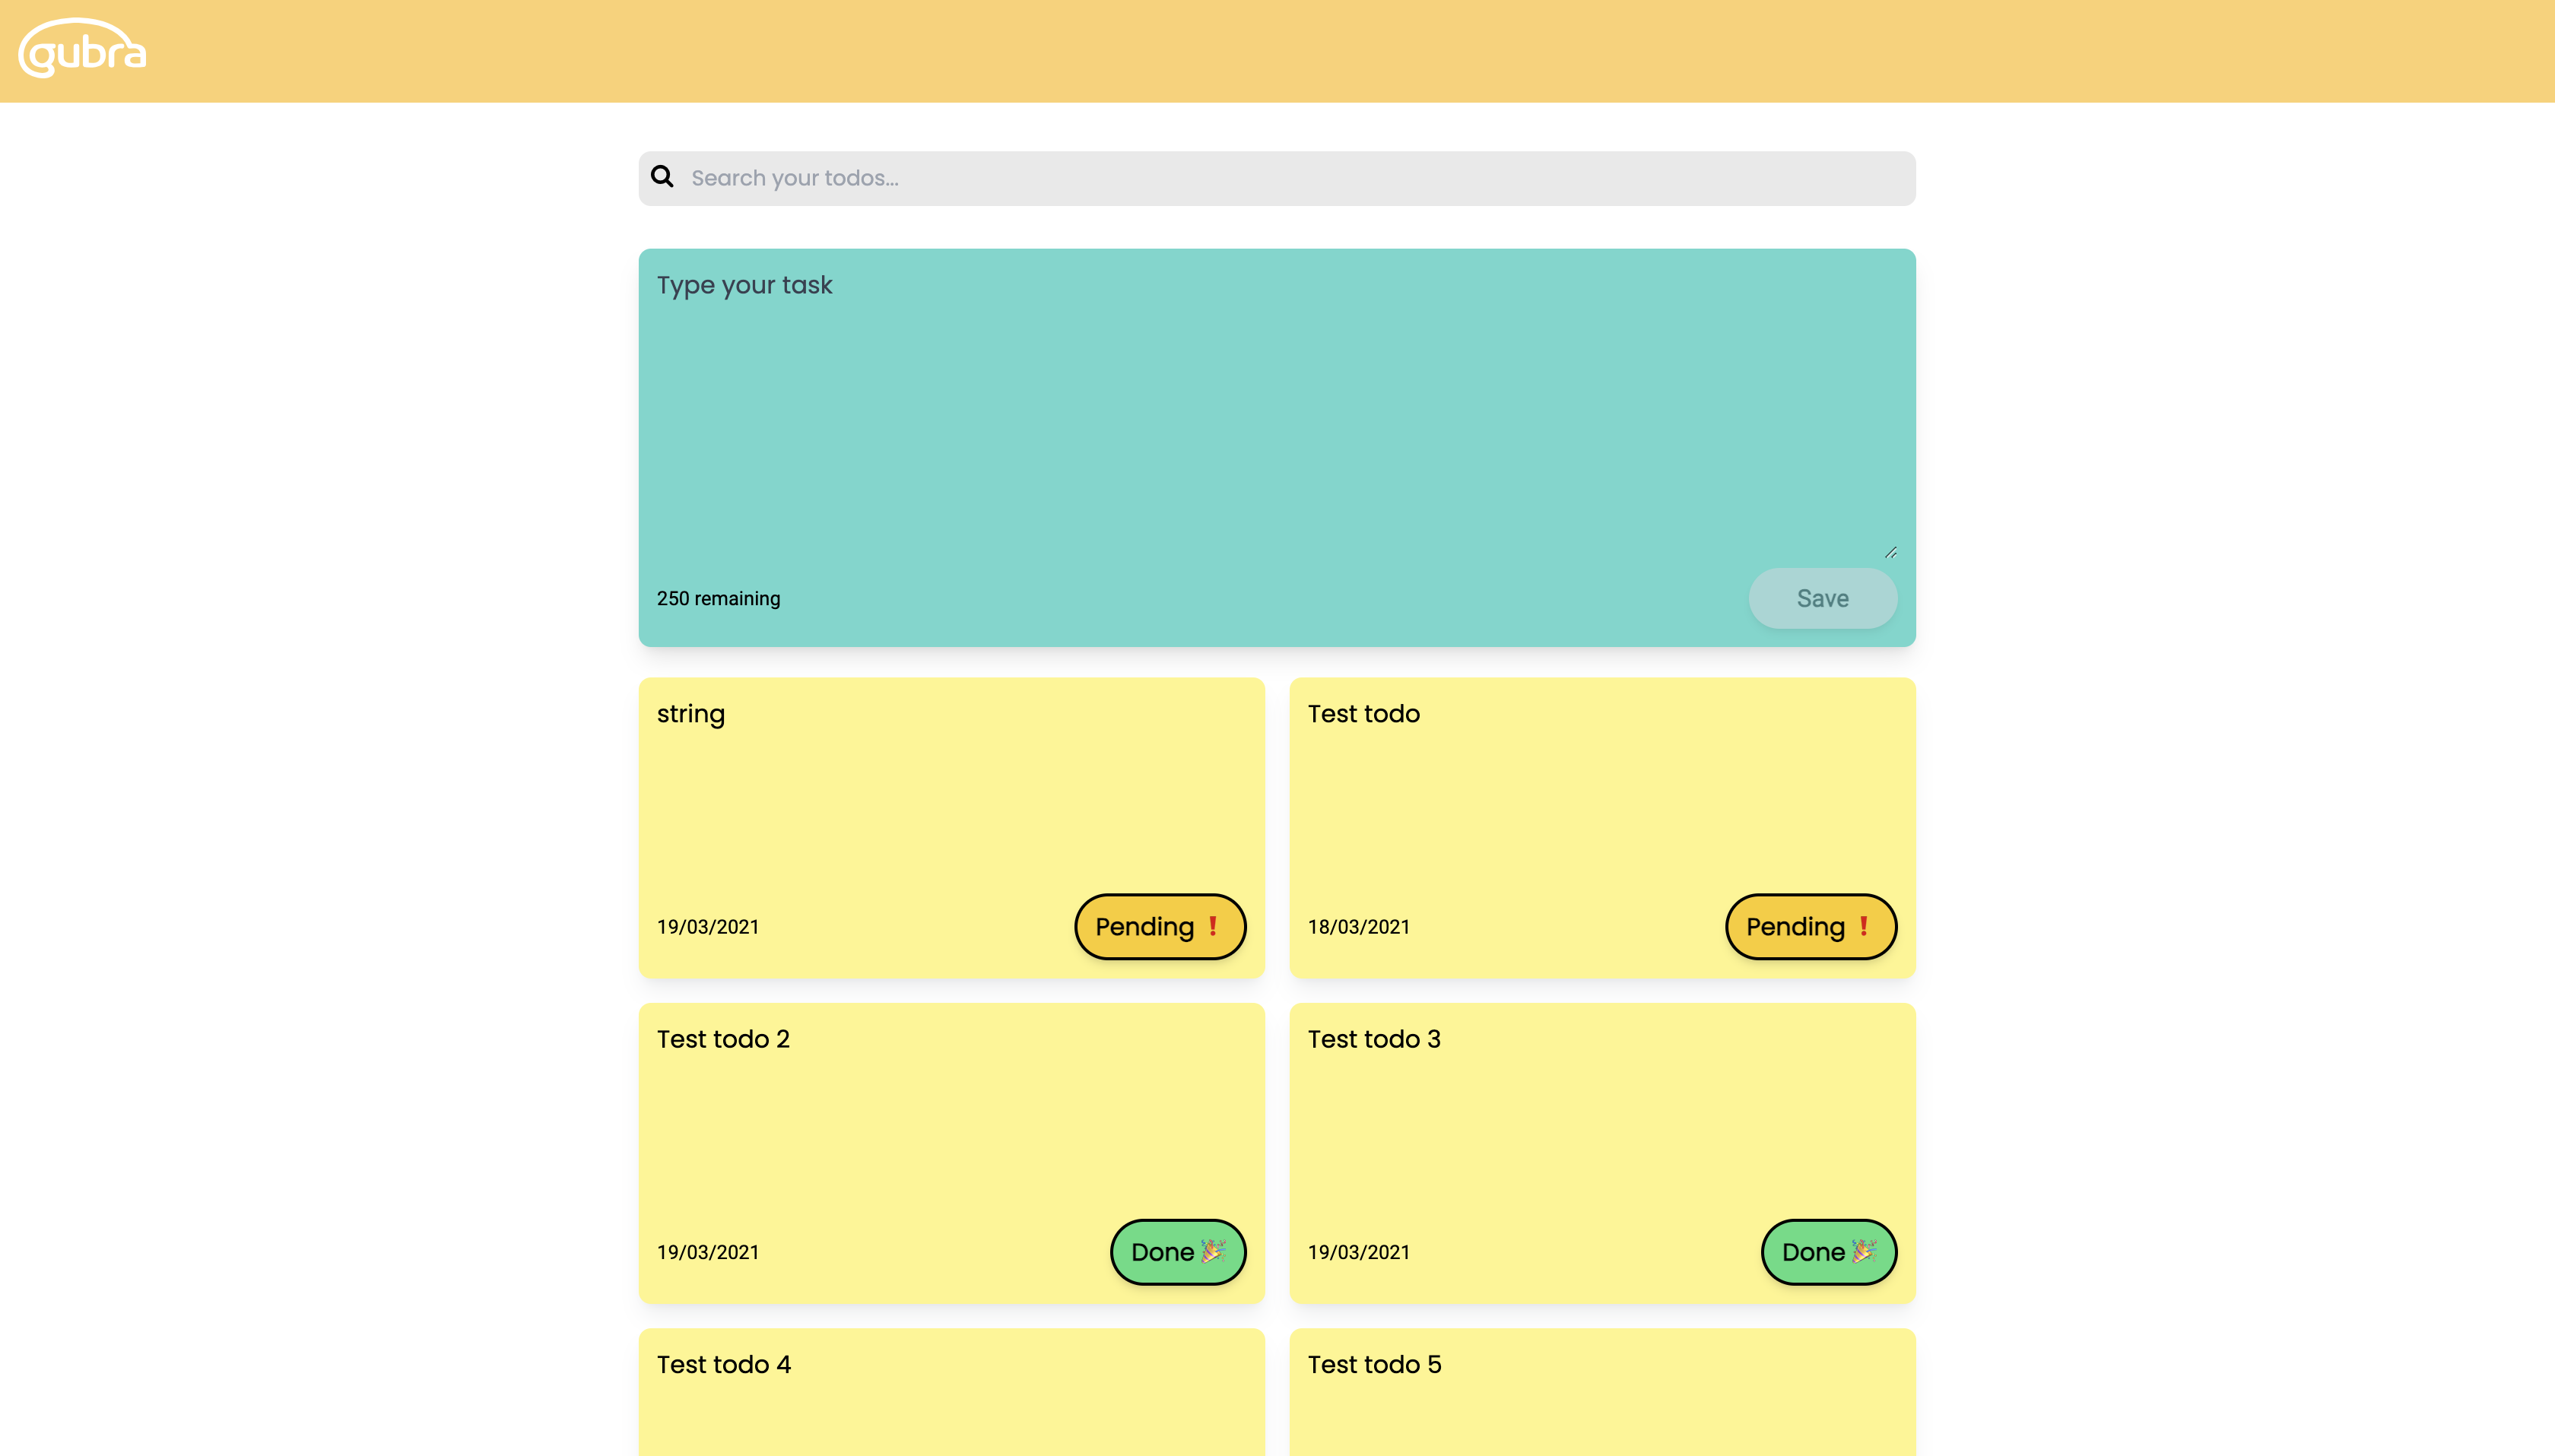 gubra
Search your todos...
Type your task
250 remaining
Save
string
19/03/2021
Pending ❗
Test todo
18/03/2021
Pending ❗
Test todo 2
19/03/2021
Done 🎉
Test todo 3
19/03/2021
Done 🎉
Test todo 4
Test todo 5